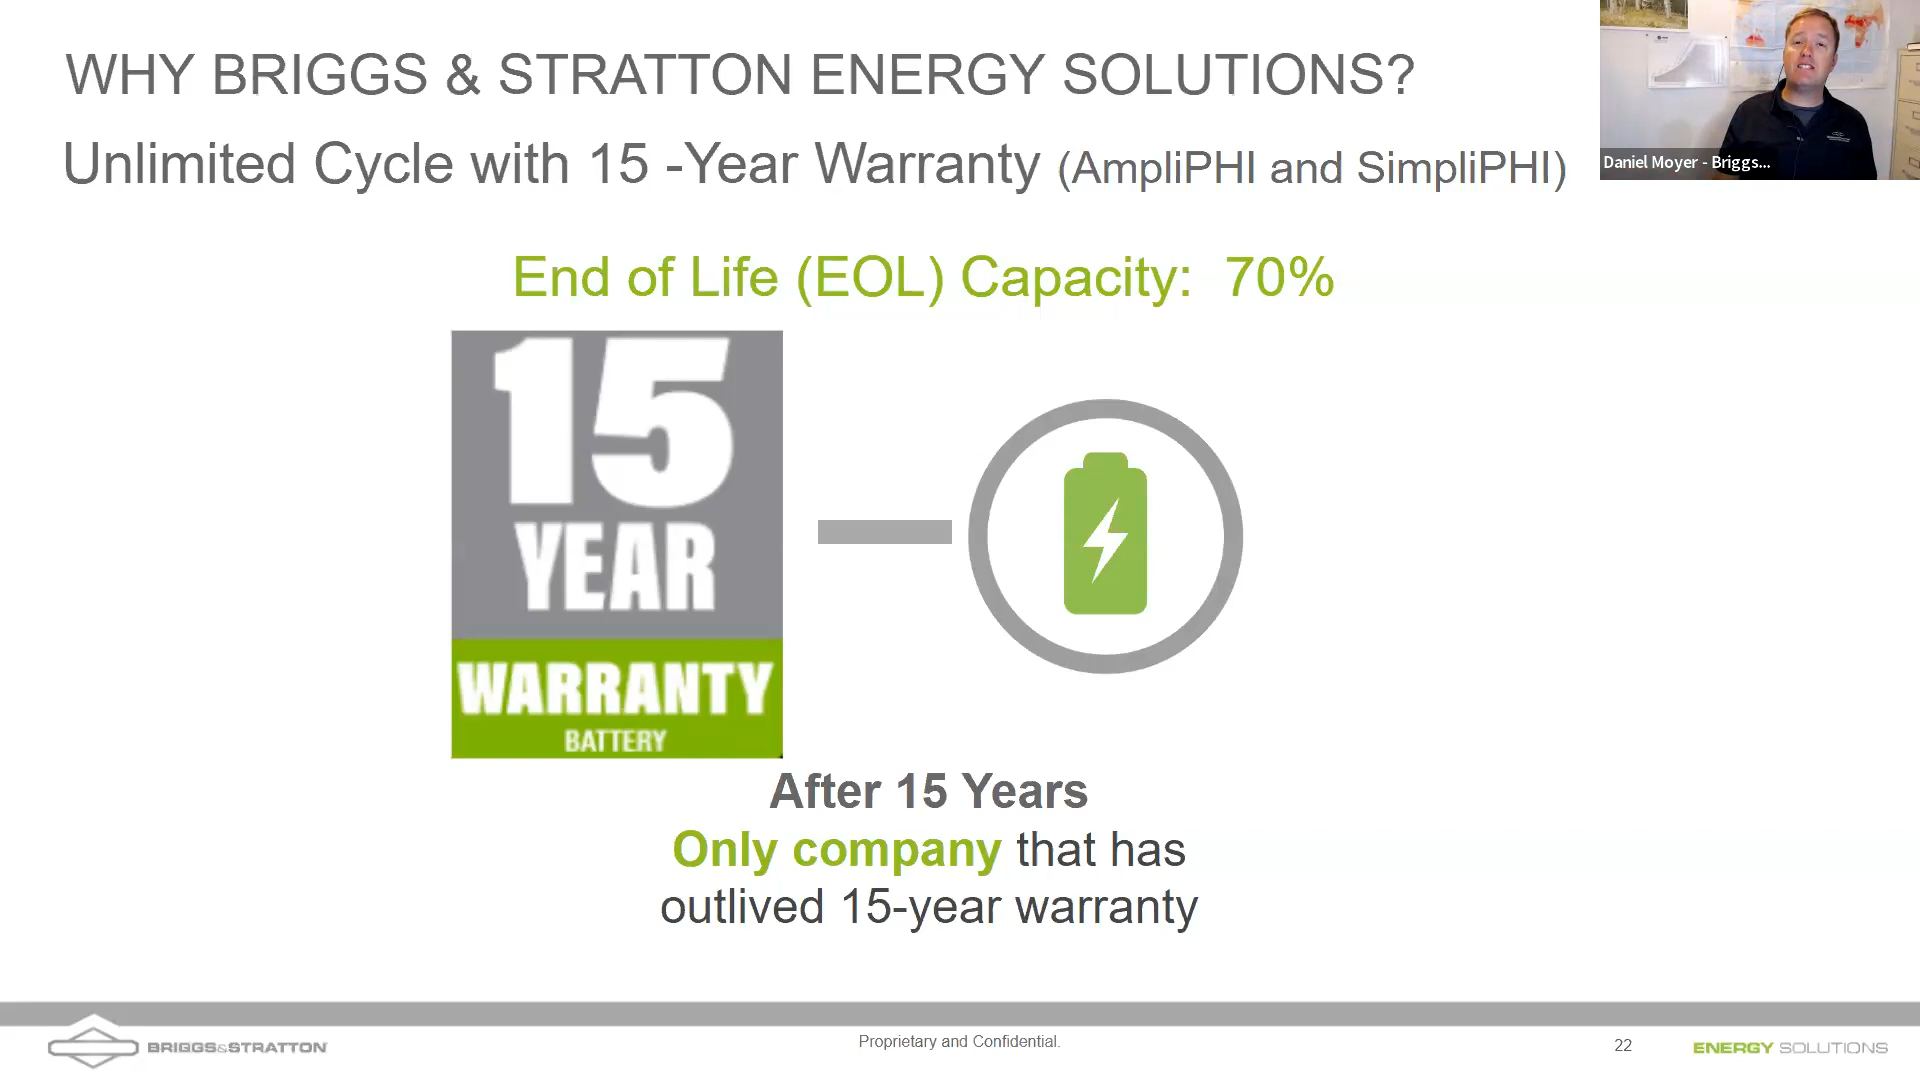 WHY BRIGGS & STRATTON ENERGY SOLUTIONS?
Unlimited Cycle with 15 -Year Warranty (AmpliPHI and SimpliPHI)
Daniel Moyer - Briggs...
End of Life (EOL) Capacity: 70%
15
YEAR
WARRANTY
BATTERY
After 15 Years
Only company that has
outlived 15-year warranty
BRIGGS&STRATTON
Proprietary and Confidential.
22
ENERGY SOLUTIONS